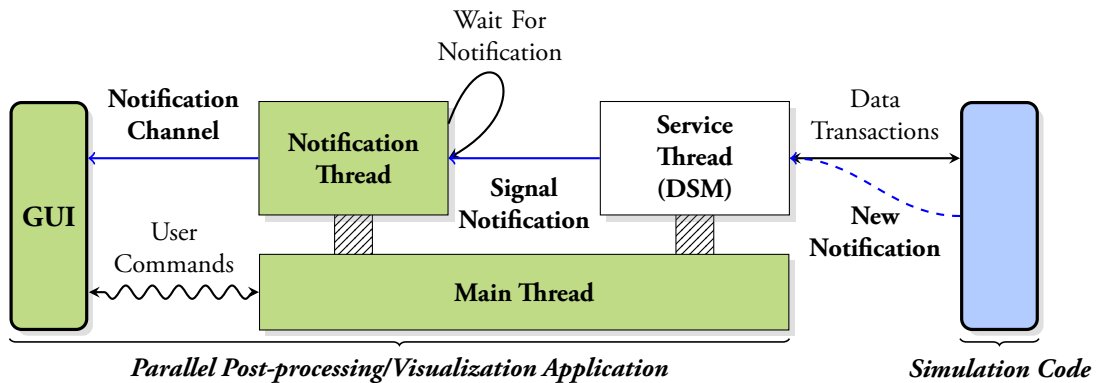 Wait For
Notification
Notification
Channel
Notification
Thread
Service
Thread
(DSM)
Data
Transactions
Signal
Notification
New
Notification
GUI
User
Commands
Main Thread
Parallel Post-processing/Visualization Application
Simulation Code